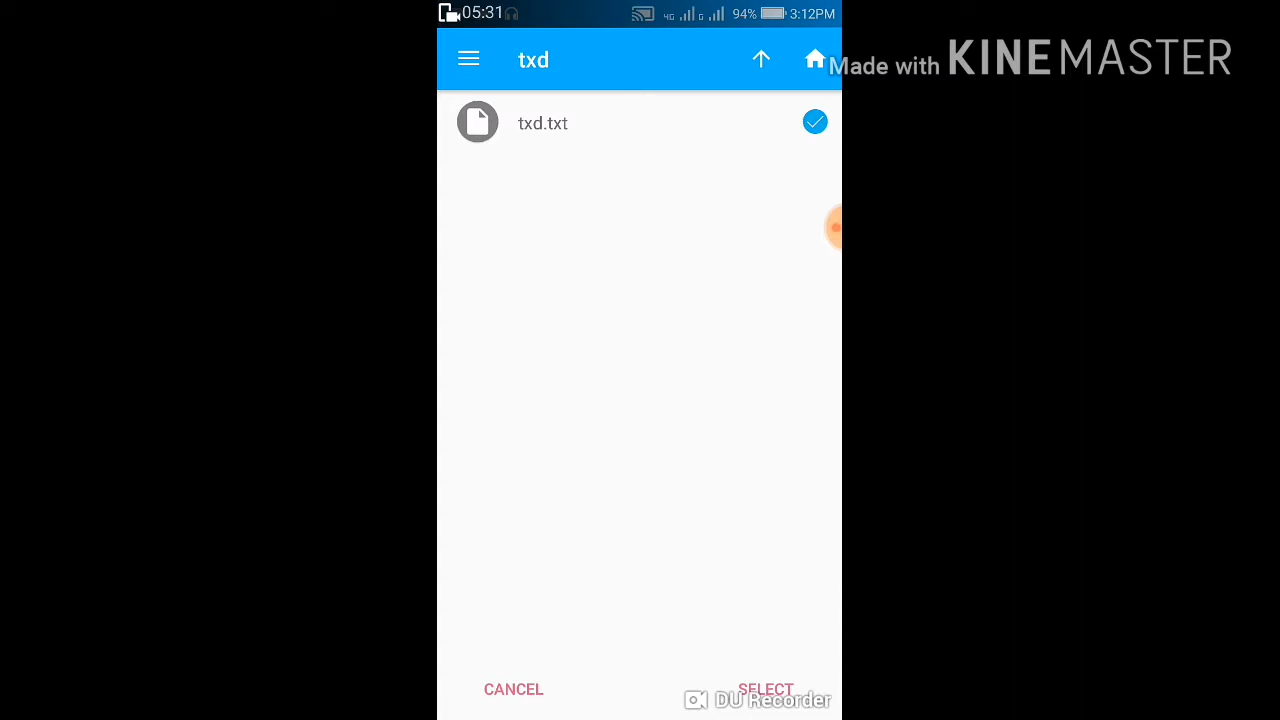 05:31 4G G 94% 3:12PM
txd
Made with KINEMASTER
txd.txt
CANCEL SELECT
DU Recorder